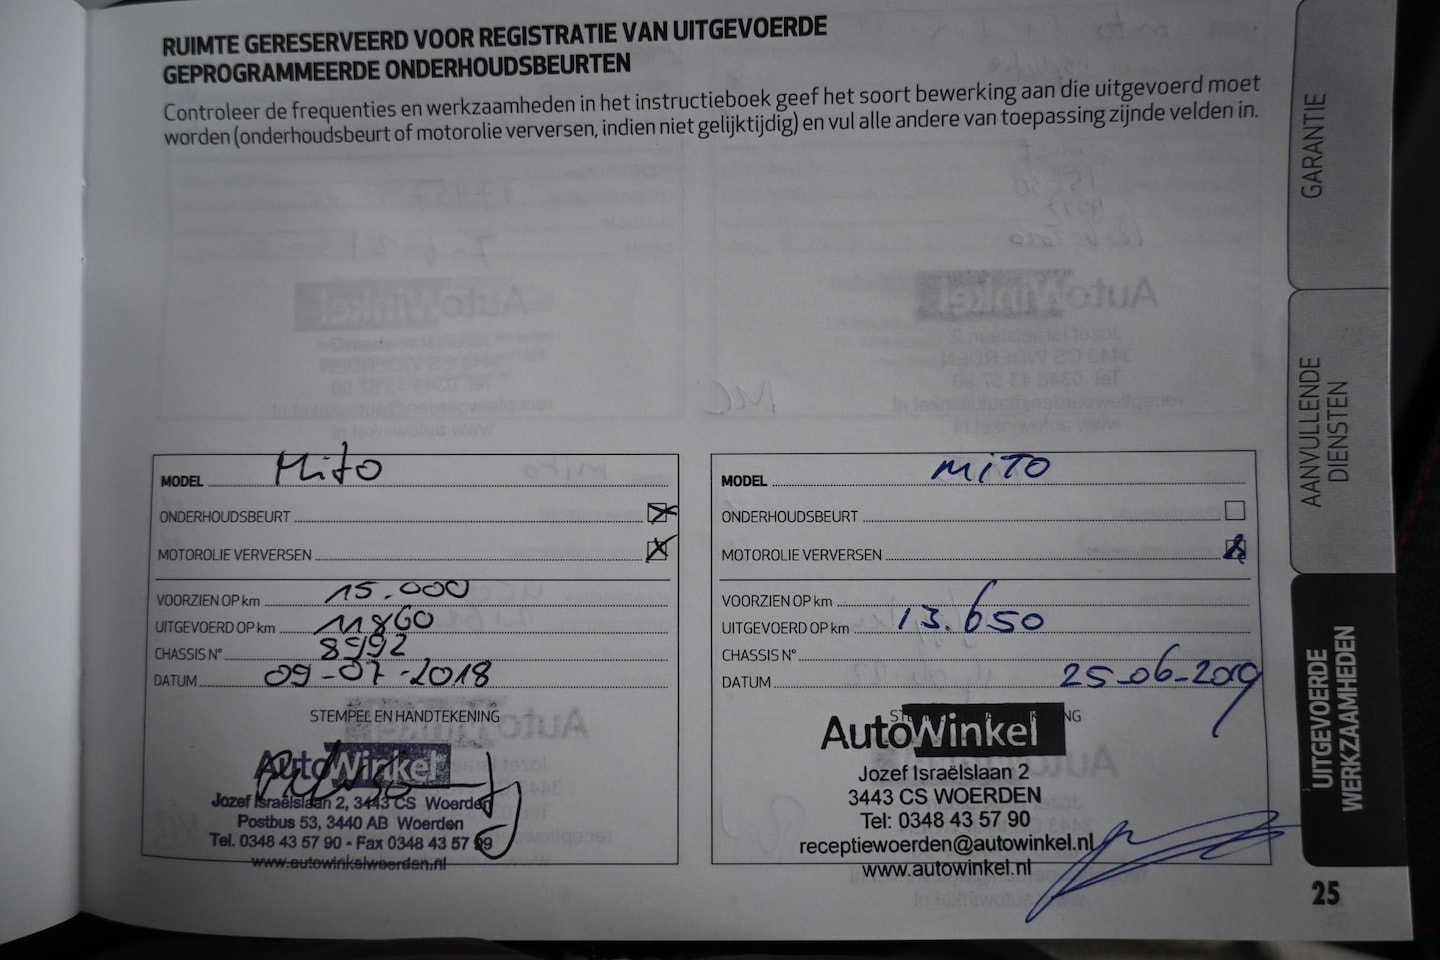 RUIMTE GERESERVEERD VOOR REGISTRATIE VAN UITGEVOERDE
GEPROGRAMMEERDE ONDERHOUDSBEURTEN
Controleer de frequenties en werkzaamheden in het instructieboek geef het soort bewerking aan die uitgevoerd moet
worden (onderhoudsbeurt of motorolie verversen, indien niet gelijktijdig) en vul alle andere van toepassing zijnde velden in.
MODEL Mito
ONDERHOUDSBEURT
MOTOROLIE VERVERSEN
VOORZIEN OP km 15.000
UITGEVOERD OP km 11860
CHASSIS N° 8992
DATUM 09-07-2018
STEMPEL EN HANDTEKENING
AutoWinkel
Jozef Israëlslaan 2, 3443 CS Woerden
Postbus 53, 3440 AB Woerden
Tel. 0348 43 57 90 - Fax 0348 43 57 99
www.autowinkelwoerden.nl
MODEL MITO
ONDERHOUDSBEURT
MOTOROLIE VERVERSEN
VOORZIEN OP km
UITGEVOERD OP km 13.650
CHASSIS N°
DATUM 25-06-2019
AutoWinkel
Jozef Israëlslaan 2
3443 CS WOERDEN
Tel: 0348 43 57 90
receptiewoerden@autowinkel.nl
www.autowinkel.nl
GARANTIE
AANVULLENDE
DIENSTEN
UITGEVOERDE
WERKZAAMHEDEN
25